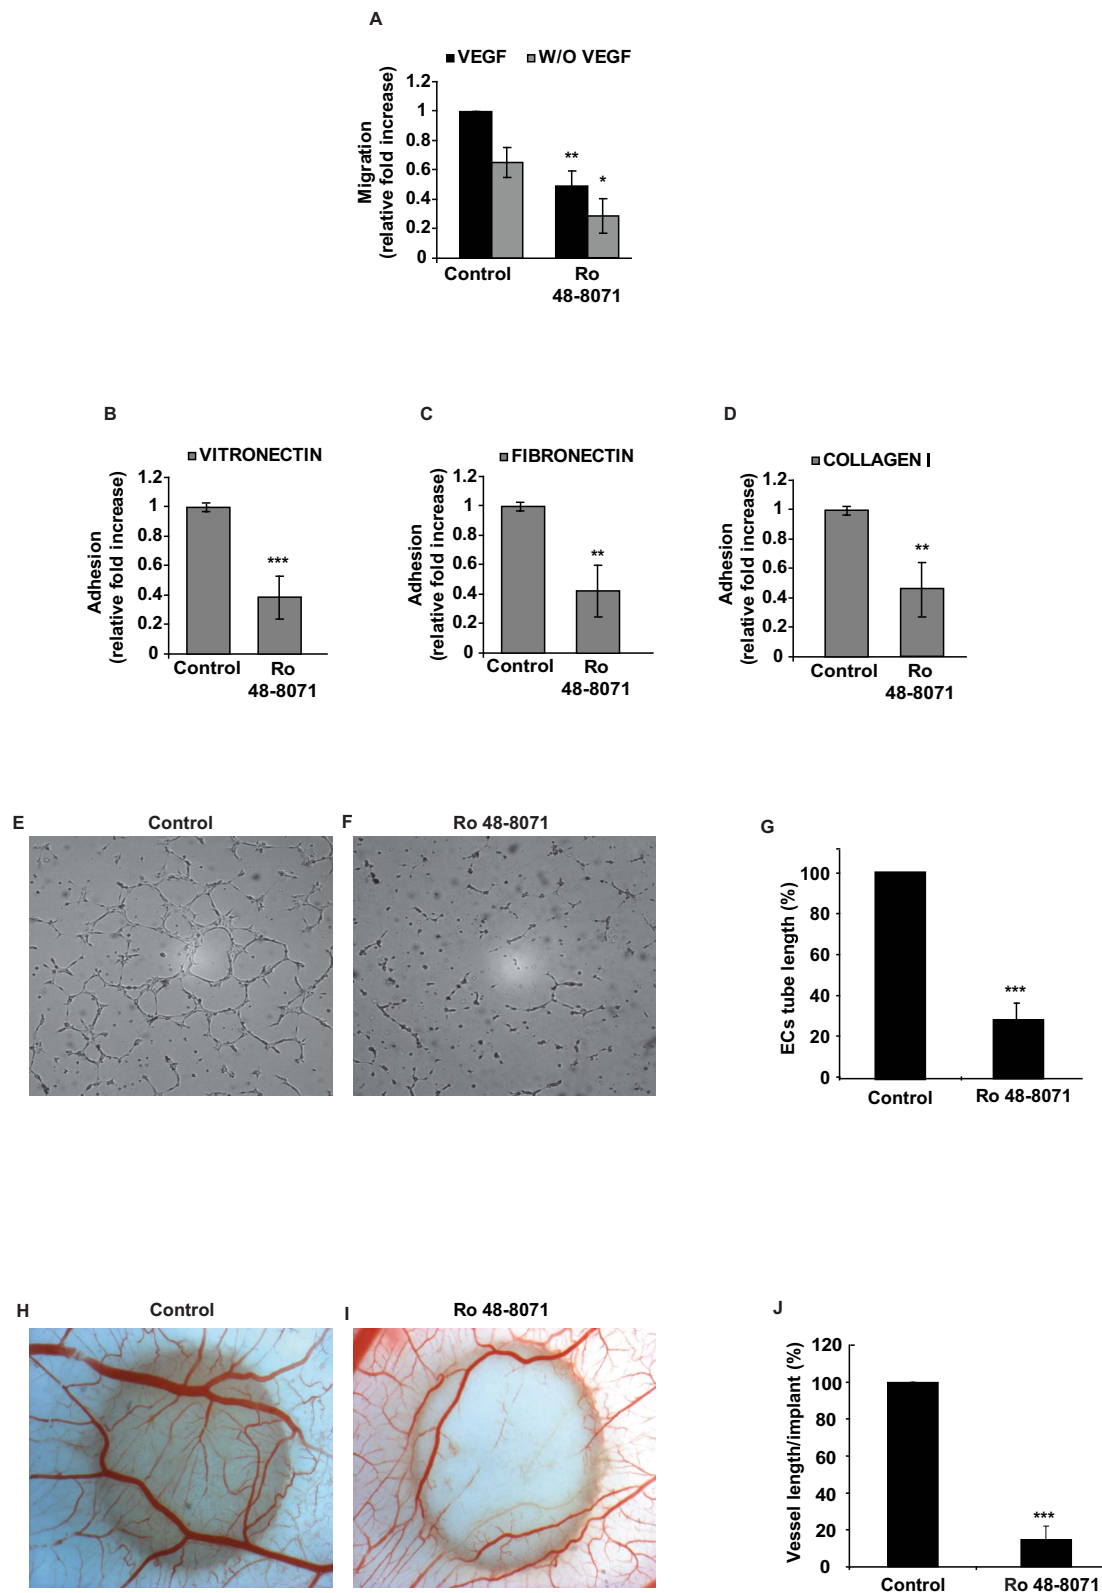 A
VEGF W/O VEGF
Migration
(relative fold increase)
1.2
1
0.8
0.6
0.4
0.2
0
**
*
Control
Ro
48-8071
B
VITRONECTIN
Adhesion
(relative fold increase)
1.2
1
0.8
0.6
0.4
0.2
0
***
Control
Ro
48-8071
C
FIBRONECTIN
Adhesion
(relative fold increase)
1.2
1
0.8
0.6
0.4
0.2
0
**
Control
Ro
48-8071
D
COLLAGEN I
Adhesion
(relative fold increase)
1.2
1
0.8
0.6
0.4
0.2
0
**
Control
Ro
48-8071
E
Control
F
Ro 48-8071
G
ECs tube length (%)
100
80
60
40
20
0
***
Control
Ro 48-8071
H
Control
I
Ro 48-8071
J
Vessel length/implant (%)
120
100
80
60
40
20
0
***
Control
Ro 48-8071